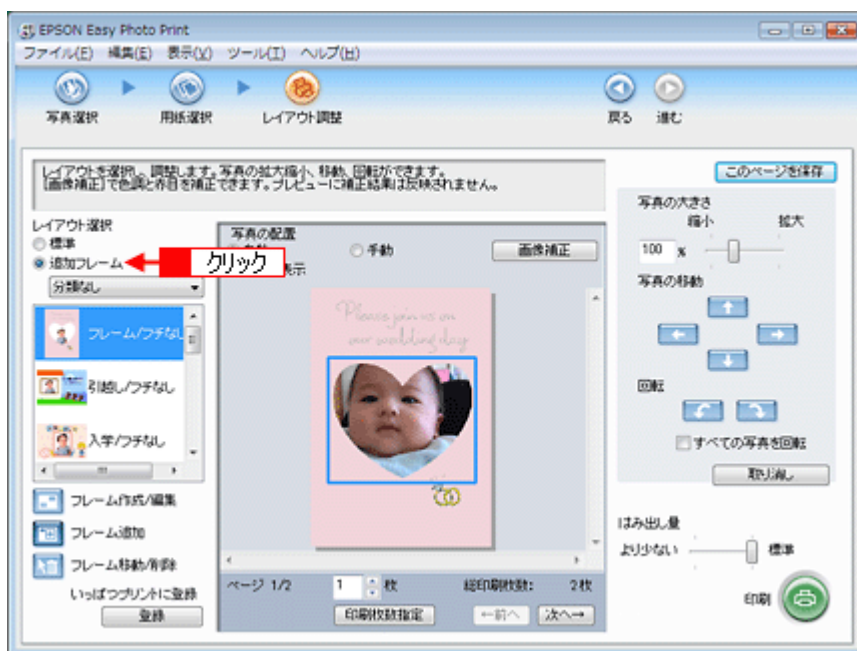 EPSON Easy Photo Print
ファイル(F) 編集(E) 表示(V) ツール(T) ヘルプ(H)
写真選択 用紙選択 レイアウト調整 戻る 進む
レイアウトを選択し、調整します。写真の拡大縮小、移動、回転ができます。
[画像補正]で色調と赤目を補正できます。プレビューに補正結果は反映されません。
このページを保存
レイアウト選択
標準
追加フレーム
クリック
分類なし
フレーム/フチなし
引越し/フチなし
入学/フチなし
フレーム作成/編集
フレーム追加
フレーム移動/削除
いっぱつプリントに登録
登録
写真の配置
手動
画像補正
表示
Please join us on
our wedding day
ページ 1/2 1 枚 総印刷枚数: 2枚
印刷枚数指定 ←前へ 次へ→
写真の大きさ
縮小 拡大
100 %
写真の移動
回転
すべての写真を回転
取り消し
はみ出し量
より少ない 標準
印刷